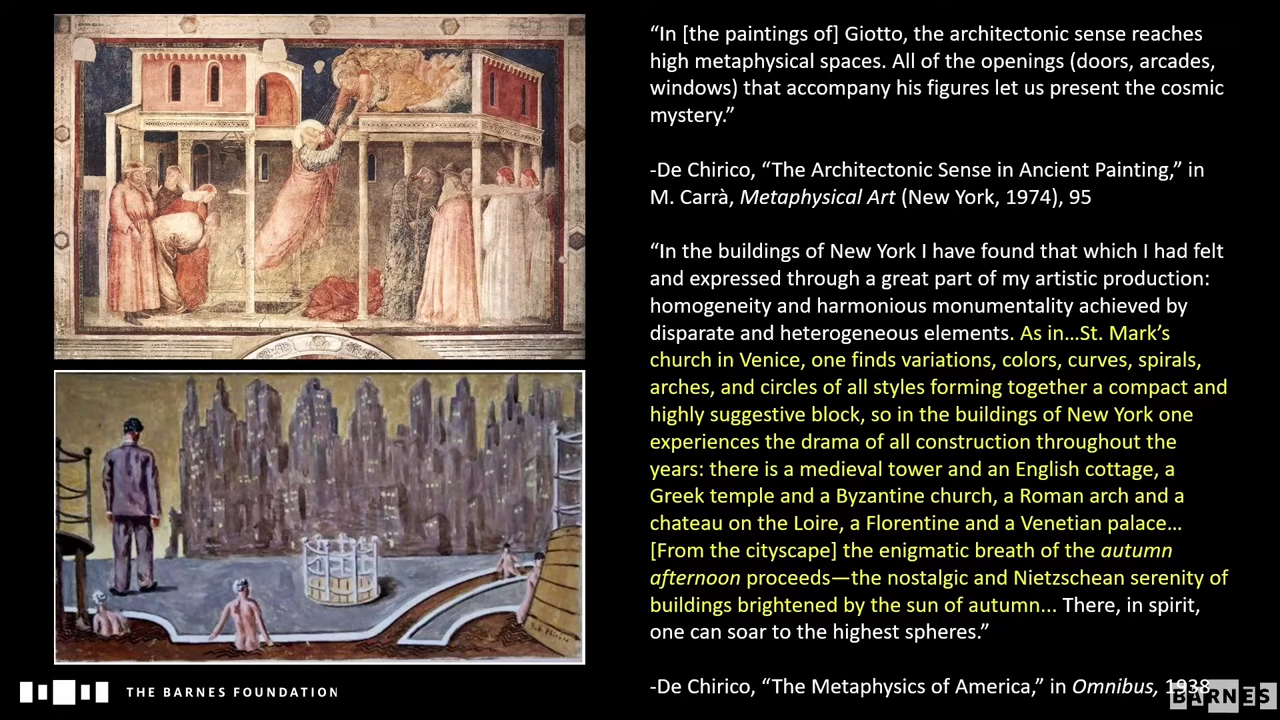 “In [the paintings of] Giotto, the architectonic sense reaches
high metaphysical spaces. All of the openings (doors, arcades,
windows) that accompany his figures let us present the cosmic
mystery.”
-De Chirico, “The Architectonic Sense in Ancient Painting,” in
M. Carrà, Metaphysical Art (New York, 1974), 95
“In the buildings of New York I have found that which I had felt
and expressed through a great part of my artistic production:
homogeneity and harmonious monumentality achieved by
disparate and heterogeneous elements. As in…St. Mark’s
church in Venice, one finds variations, colors, curves, spirals,
arches, and circles of all styles forming together a compact and
highly suggestive block, so in the buildings of New York one
experiences the drama of all construction throughout the
years: there is a medieval tower and an English cottage, a
Greek temple and a Byzantine church, a Roman arch and a
chateau on the Loire, a Florentine and a Venetian palace…
[From the cityscape] the enigmatic breath of the autumn
afternoon proceeds—the nostalgic and Nietzschean serenity of
buildings brightened by the sun of autumn... There, in spirit,
one can soar to the highest spheres.”
-De Chirico, “The Metaphysics of America,” in Omnibus, 1938
THE BARNES FOUNDATION
BARNES